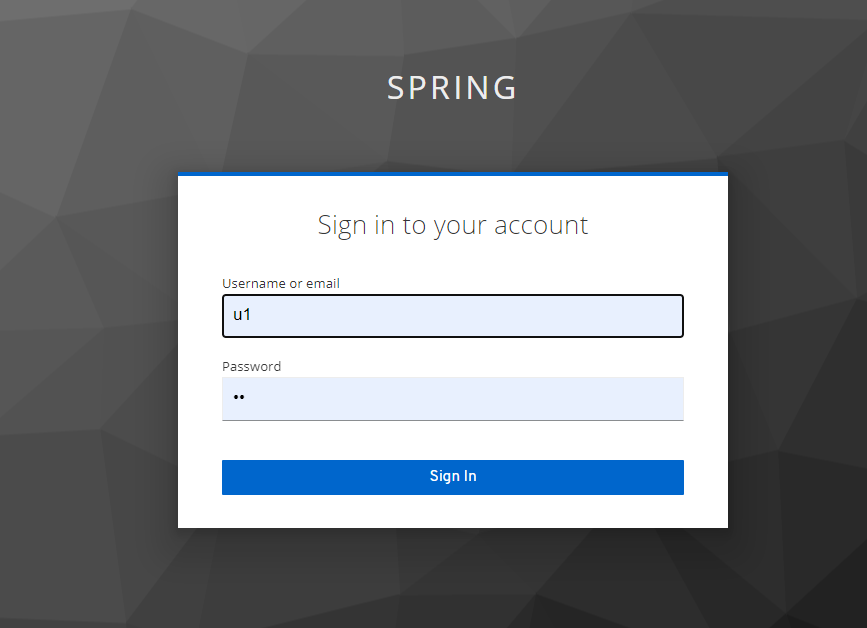 SPRING
Sign in to your account
Username or email
u1
Password
••
Sign In